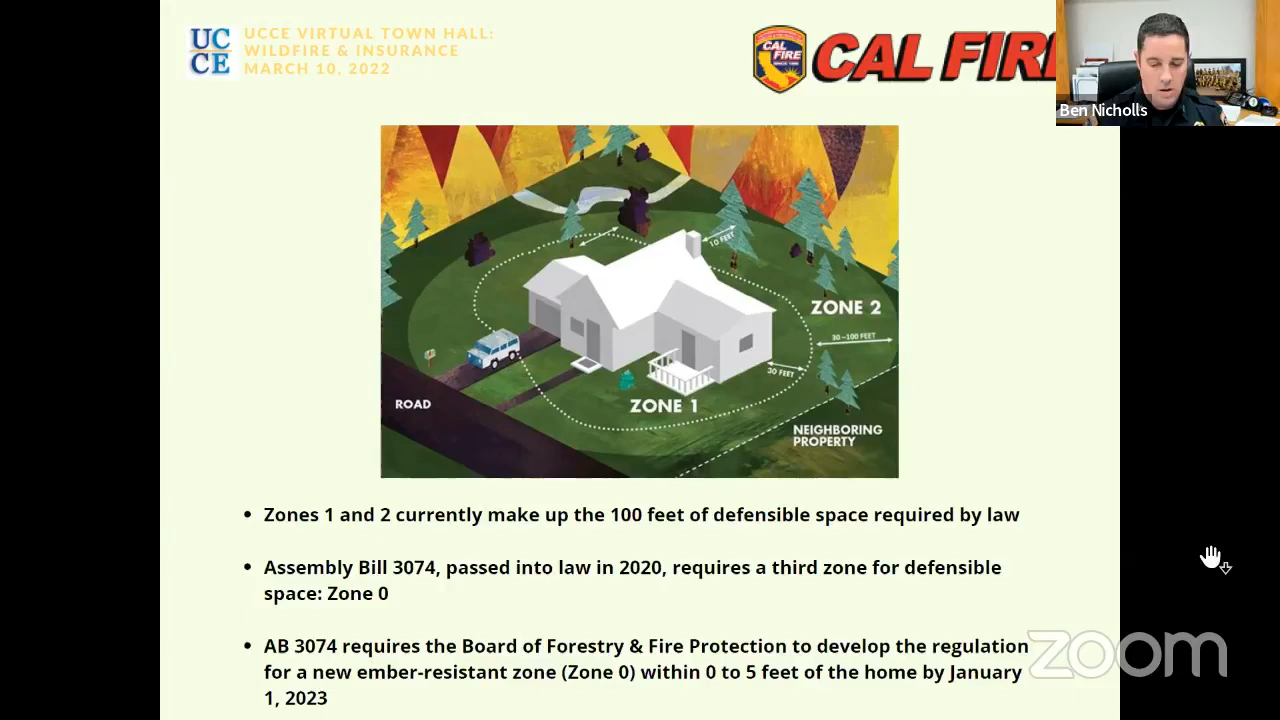 UC
CE
UCCE VIRTUAL TOWN HALL:
WILDFIRE & INSURANCE
MARCH 10, 2022
CAL
FIRE
CAL FIRE
Ben Nicholls
10 FEET
ZONE 2
30–100 FEET
30 FEET
ROAD
ZONE 1
NEIGHBORING
PROPERTY
• Zones 1 and 2 currently make up the 100 feet of defensible space required by law
• Assembly Bill 3074, passed into law in 2020, requires a third zone for defensible
space: Zone 0
• AB 3074 requires the Board of Forestry & Fire Protection to develop the regulation
for a new ember-resistant zone (Zone 0) within 0 to 5 feet of the home by January
1, 2023
zoom